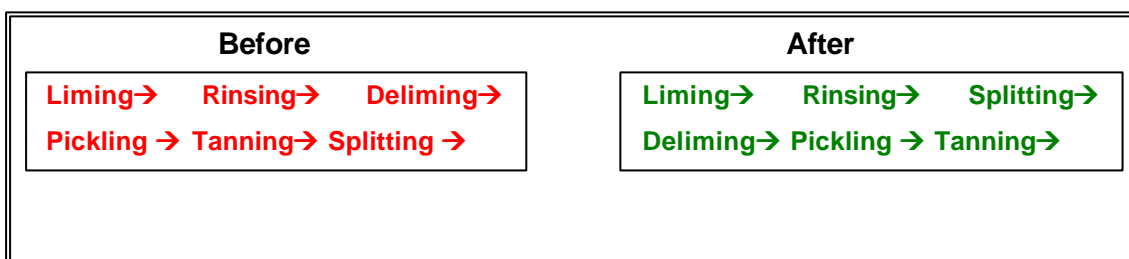 Before
Liming→ Rinsing→ Deliming→
Pickling → Tanning→ Splitting →
After
Liming→ Rinsing→ Splitting→
Deliming→ Pickling → Tanning→